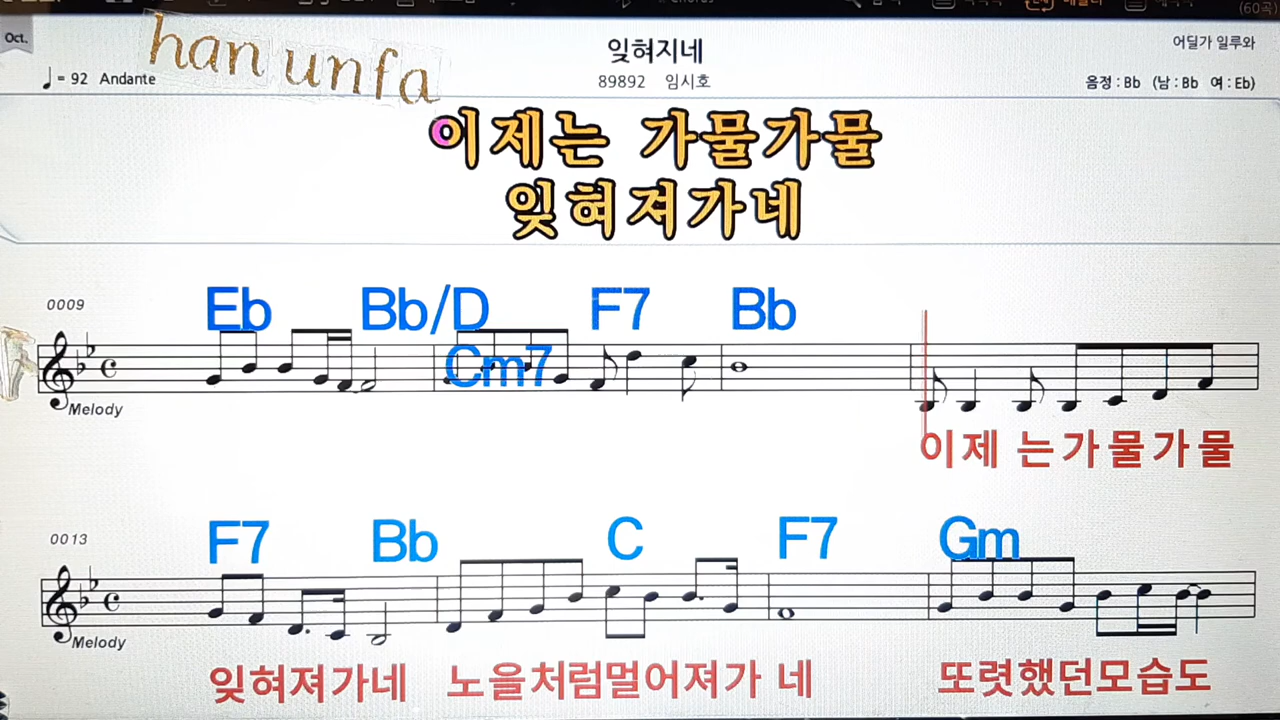 Oct.
han unfa
잊혀지네
어딜가 일루와
♩= 92 Andante
89892 임시호
음정 : Bb (남 : Bb 여 : Eb)
이제는 가물가물
잊혀져가네
0009
Eb Bb/D F7 Bb
Cm7
Melody
이제 는가물가물
0013
F7 Bb C F7 Gm
Melody
잊혀져가네 노을처럼멀어져가 네 또렷했던모습도